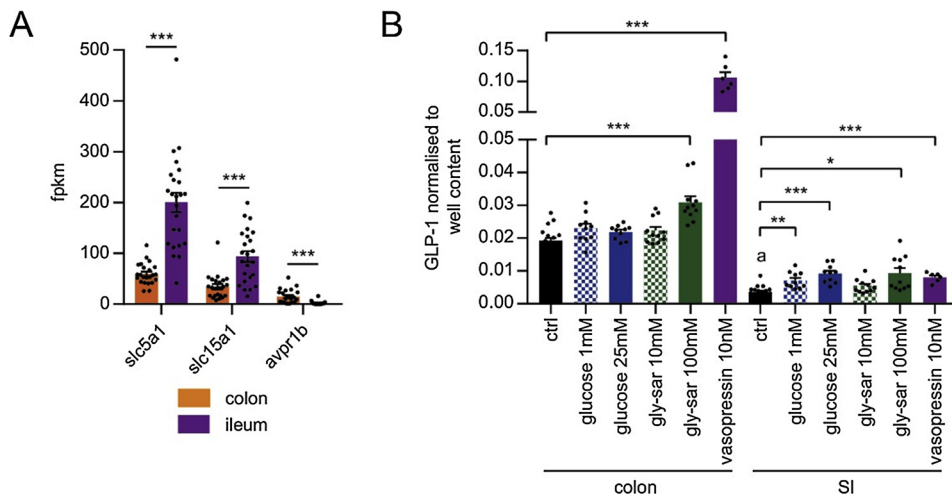 A
***
500
400
300
200
100
0
fpkm
***
***
slc5a1
slc15a1
avpr1b
colon
ileum
B
***
0.15
0.10
0.05
***
0.05
0.04
0.03
0.02
0.01
0.00
GLP-1 normalised to
well content
***
*
***
**
a
ctrl
glucose 1mM
glucose 25mM
gly-sar 10mM
gly-sar 100mM
vasopressin 10nM
ctrl
glucose 1mM
glucose 25mM
gly-sar 10mM
gly-sar 100mM
vasopressin 10nM
colon
SI